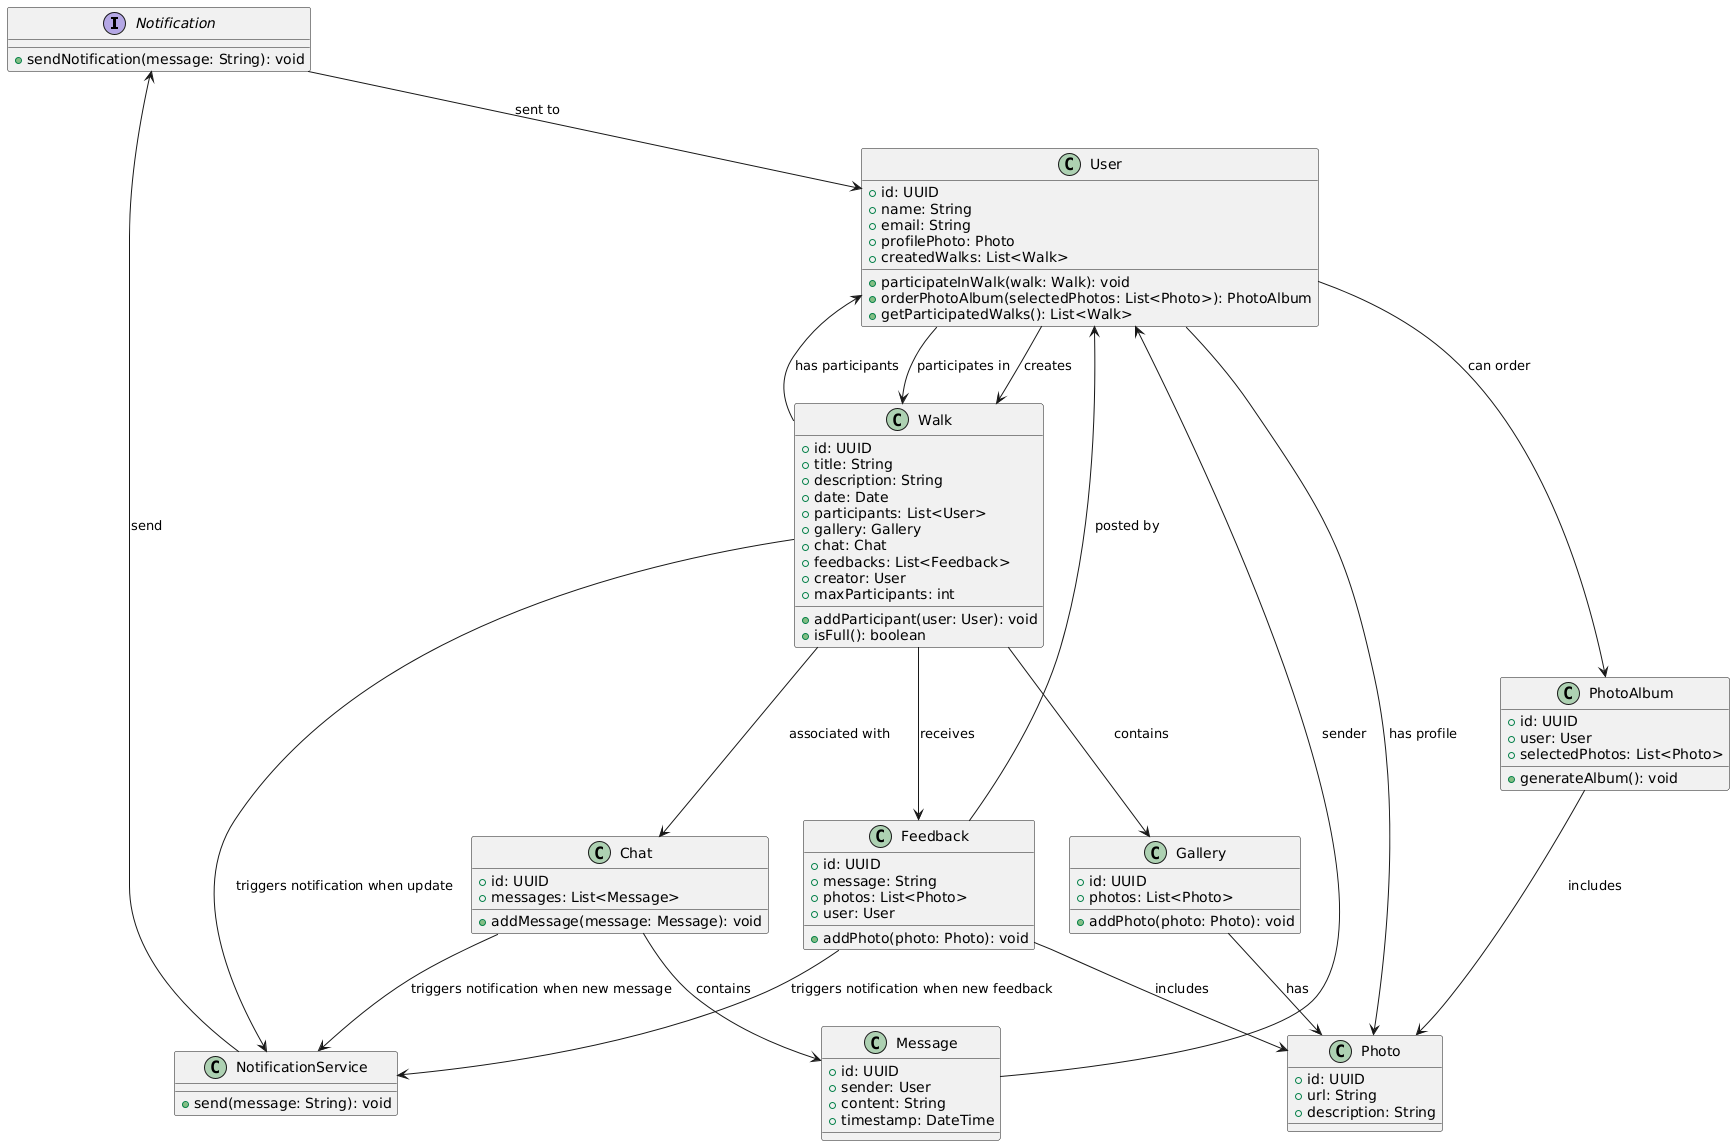 I Notification
sendNotification(message: String): void
sent to
C User
id: UUID
name: String
email: String
profilePhoto: Photo
createdWalks: List<Walk>
participateInWalk(walk: Walk): void
orderPhotoAlbum(selectedPhotos: List<Photo>): PhotoAlbum
getParticipatedWalks(): List<Walk>
has participants
participates in
creates
can order
C Walk
id: UUID
title: String
description: String
date: Date
participants: List<User>
gallery: Gallery
chat: Chat
feedbacks: List<Feedback>
creator: User
maxParticipants: int
addParticipant(user: User): void
isFull(): boolean
send
posted by
C PhotoAlbum
id: UUID
user: User
selectedPhotos: List<Photo>
generateAlbum(): void
associated with
receives
contains
sender
has profile
C Chat
id: UUID
messages: List<Message>
addMessage(message: Message): void
C Feedback
id: UUID
message: String
photos: List<Photo>
user: User
addPhoto(photo: Photo): void
C Gallery
id: UUID
photos: List<Photo>
addPhoto(photo: Photo): void
triggers notification when update
includes
triggers notification when new message
contains
triggers notification when new feedback
includes
has
C NotificationService
send(message: String): void
C Message
id: UUID
sender: User
content: String
timestamp: DateTime
C Photo
id: UUID
url: String
description: String